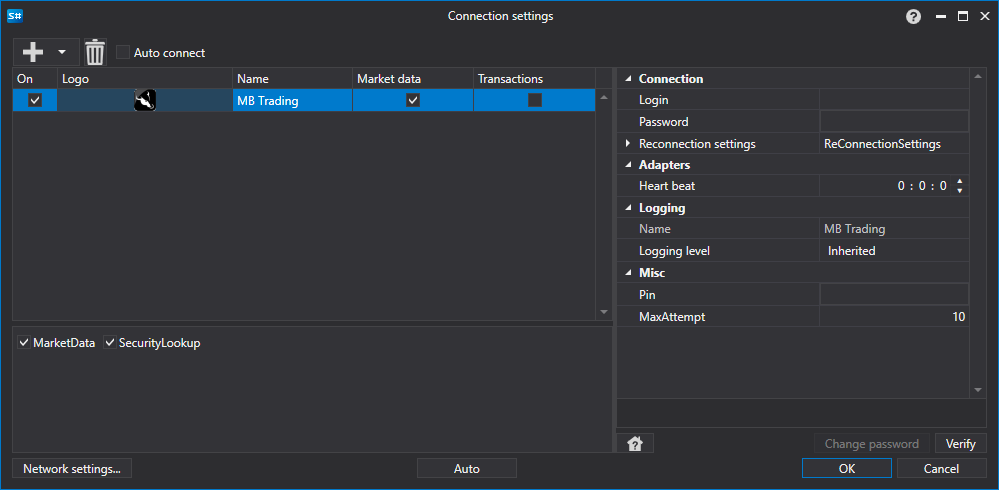 S# Connection settings ?
Auto connect
On Logo Name Market data Transactions
MB Trading
MarketData SecurityLookup
Connection
Login
Password
Reconnection settings ReConnectionSettings
Adapters
Heart beat 0 : 0 : 0
Logging
Name MB Trading
Logging level Inherited
Misc
Pin
MaxAttempt 10
? Change password Verify
Network settings... Auto OK Cancel